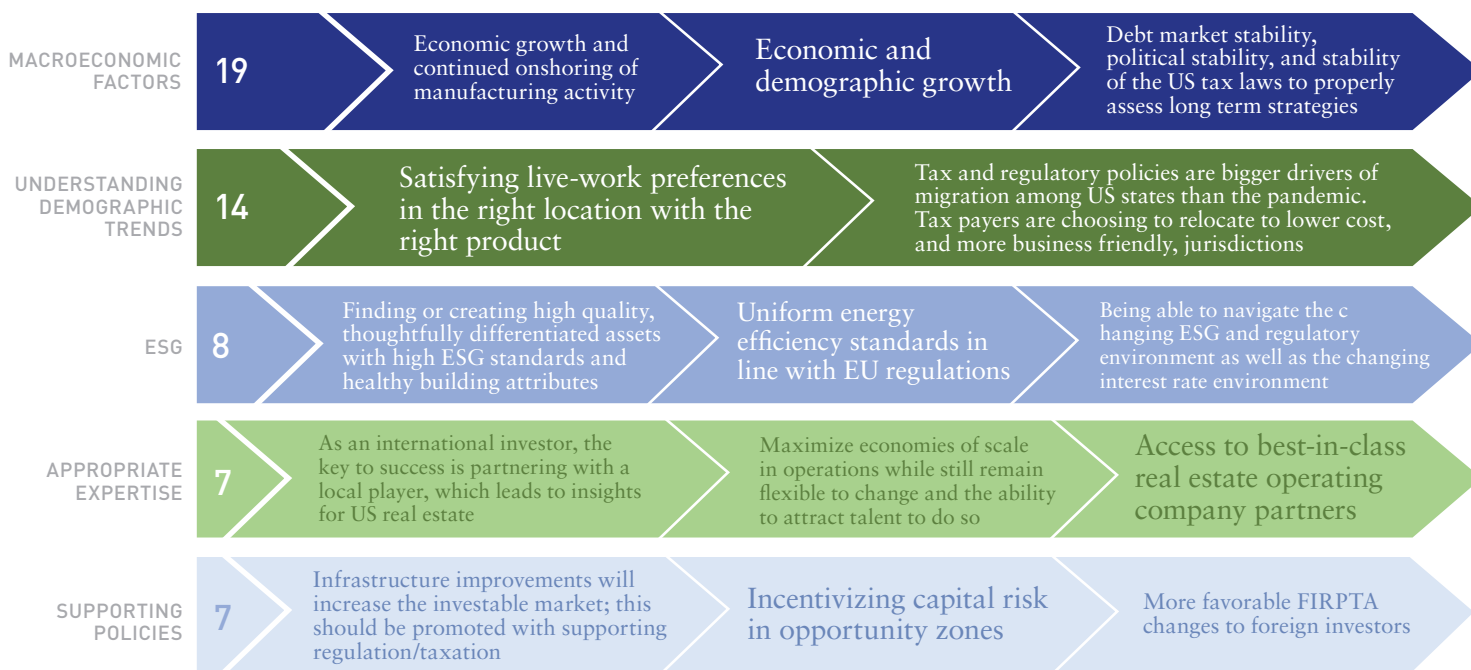 MACROECONOMIC
FACTORS
19
Economic growth and
continued onshoring of
manufacturing activity
Economic and
demographic growth
Debt market stability,
political stability, and stability
of the US tax laws to properly
assess long term strategies
UNDERSTANDING
DEMOGRAPHIC
TRENDS
14
Satisfying live-work preferences
in the right location with the
right product
Tax and regulatory policies are bigger drivers of
migration among US states than the pandemic.
Tax payers are choosing to relocate to lower cost,
and more business friendly, jurisdictions
ESG
8
Finding or creating high quality,
thoughtfully differentiated assets
with high ESG standards and
healthy building attributes
Uniform energy
efficiency standards in
line with EU regulations
Being able to navigate the c
hanging ESG and regulatory
environment as well as the changing
interest rate environment
APPROPRIATE
EXPERTISE
7
As an international investor, the
key to success is partnering with a
local player, which leads to insights
for US real estate
Maximize economies of scale
in operations while still remain
flexible to change and the ability
to attract talent to do so
Access to best-in-class
real estate operating
company partners
SUPPORTING
POLICIES
7
Infrastructure improvements will
increase the investable market; this
should be promoted with supporting
regulation/taxation
Incentivizing capital risk
in opportunity zones
More favorable FIRPTA
changes to foreign investors